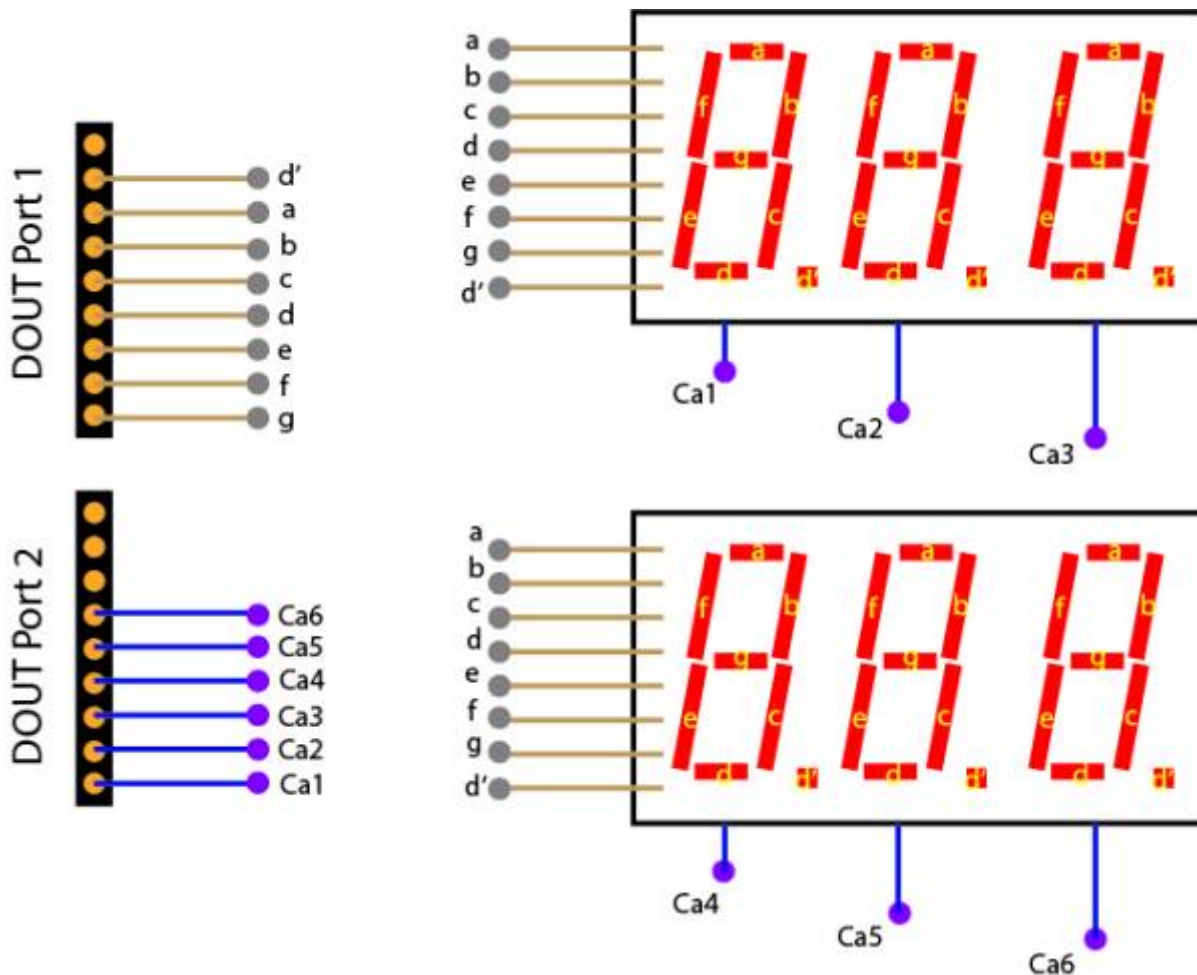 DOUT Port 1
d’
a
b
c
d
e
f
g
DOUT Port 2
Ca6
Ca5
Ca4
Ca3
Ca2
Ca1
a
b
c
d
e
f
g
d’
a a a
f b f b f b
g g g
e c e c e c
d d’ d d’ d d’
Ca1
Ca2
Ca3
a
b
c
d
e
f
g
d’
a a a
f b f b f b
g g g
e c e c e c
d d’ d d’ d d’
Ca4
Ca5
Ca6